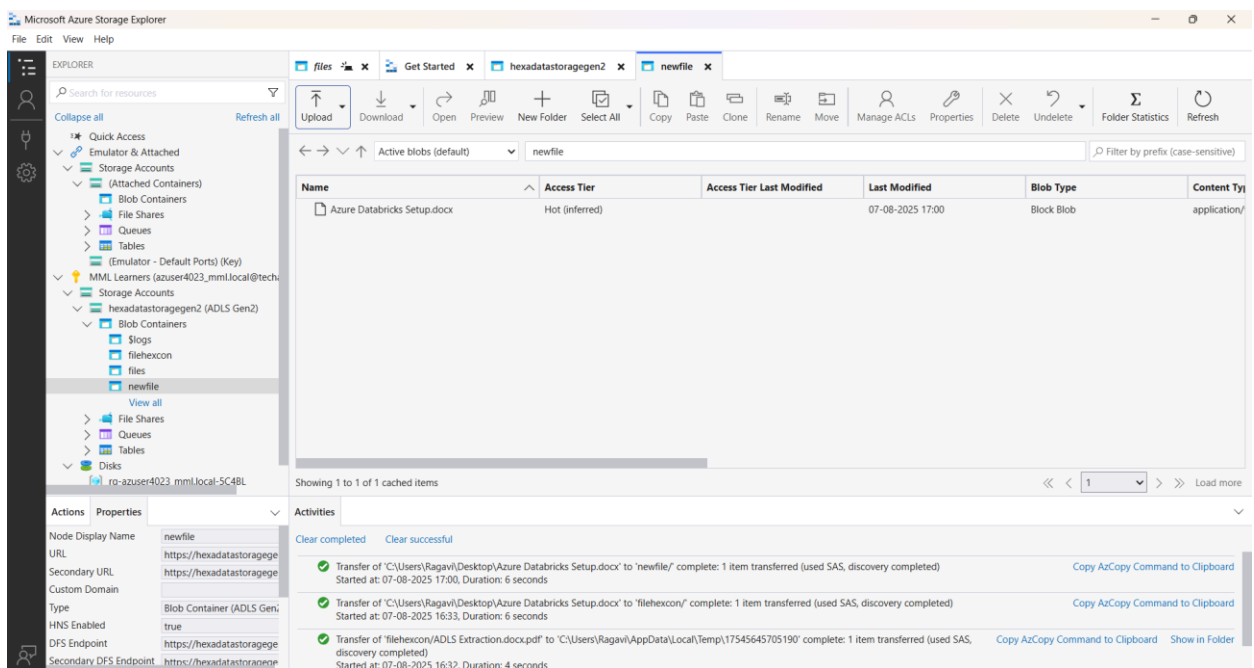 Microsoft Azure Storage Explorer
File Edit View Help
EXPLORER
Search for resources
Collapse all Refresh all
Quick Access
Emulator & Attached
Storage Accounts
(Attached Containers)
Blob Containers
File Shares
Queues
Tables
(Emulator - Default Ports) (Key)
MML Learners (azuser4023_mml.local@techa
Storage Accounts
hexadatastoragegen2 (ADLS Gen2)
Blob Containers
$logs
filehexcon
files
newfile
View all
File Shares
Queues
Tables
Disks
rg-azuser4023_mml.local-5C4BL
files Get Started hexadatastoragegen2 newfile
Upload Download Open Preview New Folder Select All Copy Paste Clone Rename Move Manage ACLs Properties Delete Undelete Folder Statistics Refresh
Active blobs (default) newfile Filter by prefix (case-sensitive)
Name Access Tier Access Tier Last Modified Last Modified Blob Type Content Typ
Azure Databricks Setup.docx Hot (inferred) 07-08-2025 17:00 Block Blob application/
Showing 1 to 1 of 1 cached items 1 Load more
Actions Properties
Node Display Name newfile
URL https://hexadatastoragege
Secondary URL https://hexadatastoragege
Custom Domain
Type Blob Container (ADLS Gen2
HNS Enabled true
DFS Endpoint https://hexadatastoragege
Secondary DFS Endpoint https://hexadatastoragege
Activities
Clear completed Clear successful
Transfer of 'C:\Users\Ragavi\Desktop\Azure Databricks Setup.docx' to 'newfile/' complete: 1 item transferred (used SAS, discovery completed) Copy AzCopy Command to Clipboard
Started at: 07-08-2025 17:00, Duration: 6 seconds
Transfer of 'C:\Users\Ragavi\Desktop\Azure Databricks Setup.docx' to 'filehexcon/' complete: 1 item transferred (used SAS, discovery completed) Copy AzCopy Command to Clipboard
Started at: 07-08-2025 16:33, Duration: 6 seconds
Transfer of 'filehexcon/ADLS Extraction.docx.pdf' to 'C:\Users\Ragavi\AppData\Local\Temp\17545645705190' complete: 1 item transferred (used SAS, Copy AzCopy Command to Clipboard Show in Folder
discovery completed)
Started at: 07-08-2025 16:32, Duration: 4 seconds